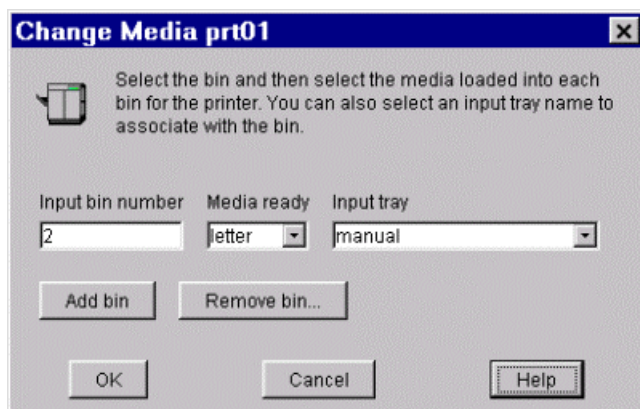 Change Media prt01
Select the bin and then select the media loaded into each
bin for the printer. You can also select an input tray name to
associate with the bin.
Input bin number Media ready Input tray
2 letter manual
Add bin Remove bin...
OK Cancel Help